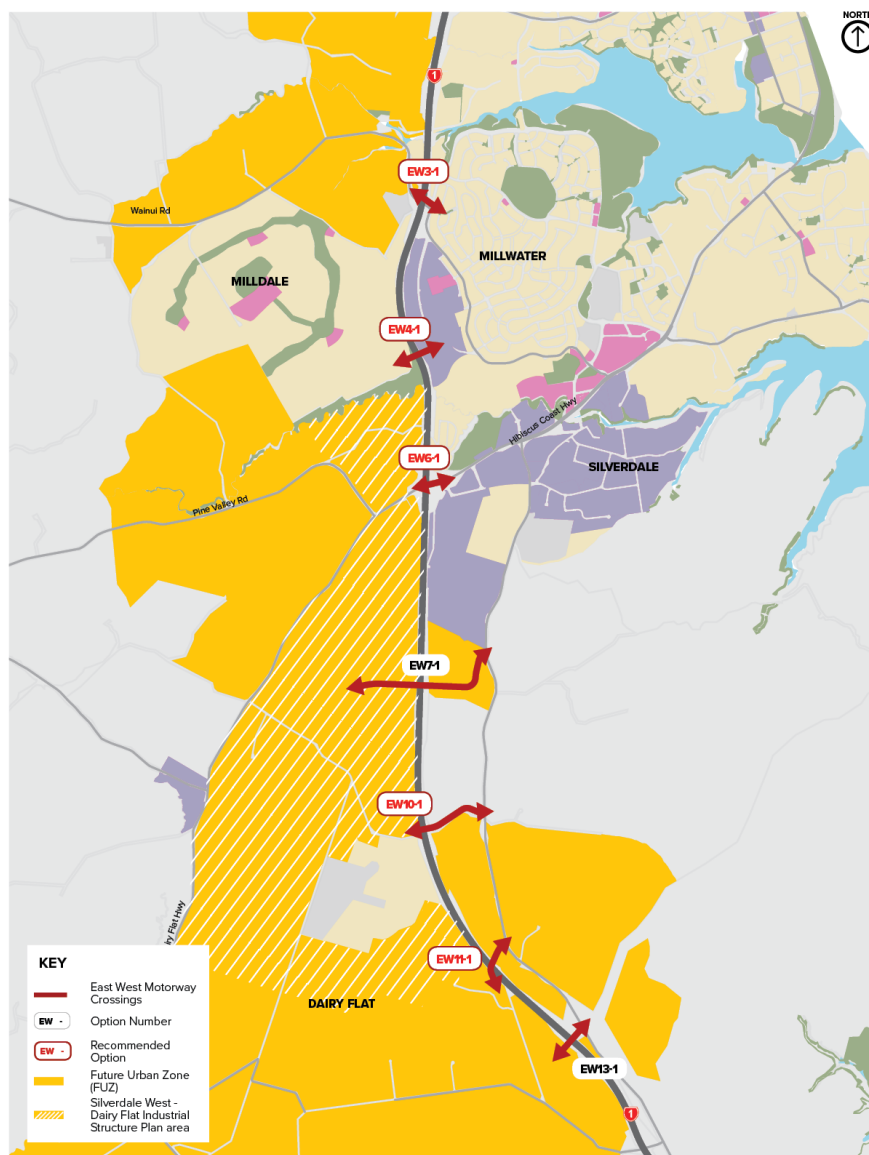 NORTH
1
EW3-1
Wainui Rd
MILLWATER
MILLDALE
EW4-1
Hibiscus Coast Hwy
EW6-1
SILVERDALE
Pine Valley Rd
EW7-1
EW10-1
iry Flat Hwy
EW11-1
DAIRY FLAT
EW13-1
1
KEY
East West Motorway
Crossings
EW -
Option Number
EW -
Recommended
Option
Future Urban Zone
(FUZ)
Silverdale West -
Dairy Flat Industrial
Structure Plan area